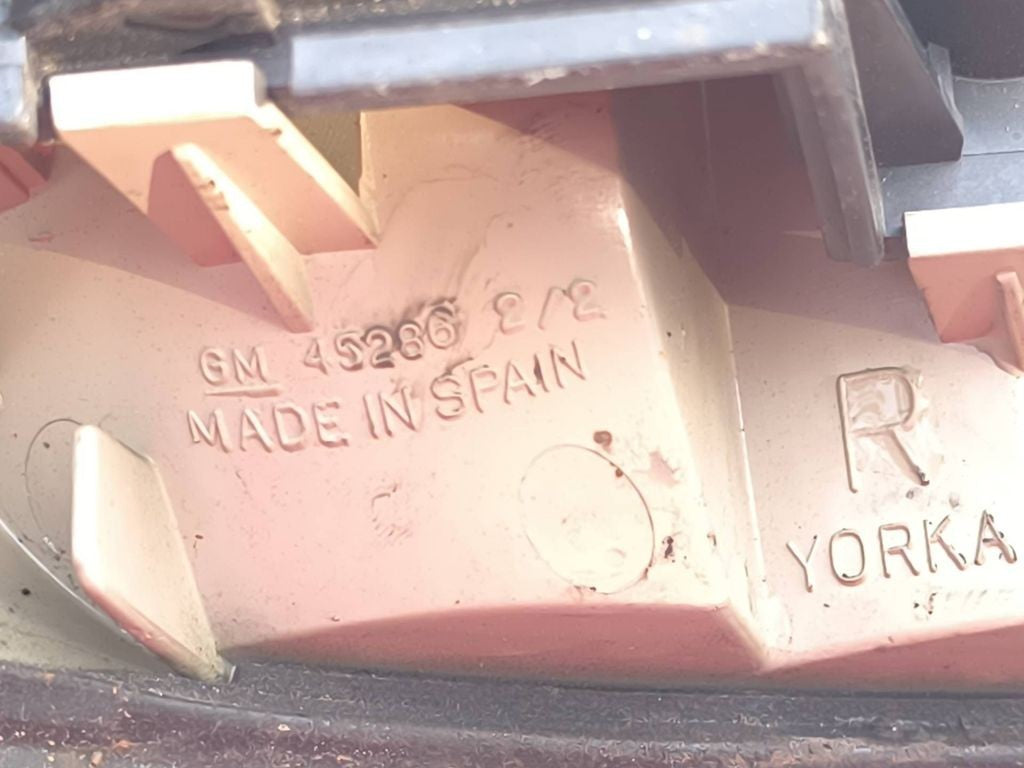 GM 45286 2/2
MADE IN SPAIN
R
YORKA